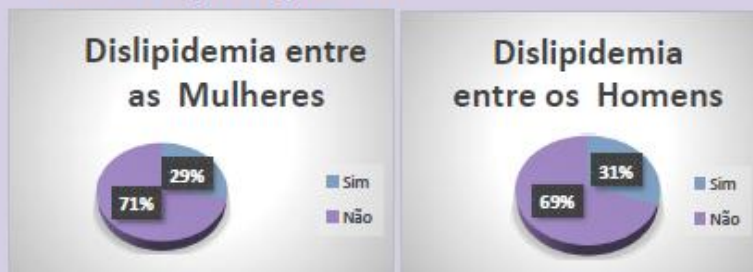 Dislipidemia entre
as Mulheres
29%
71%
Sim
Não
Dislipidemia
entre os Homens
31%
69%
Sim
Não